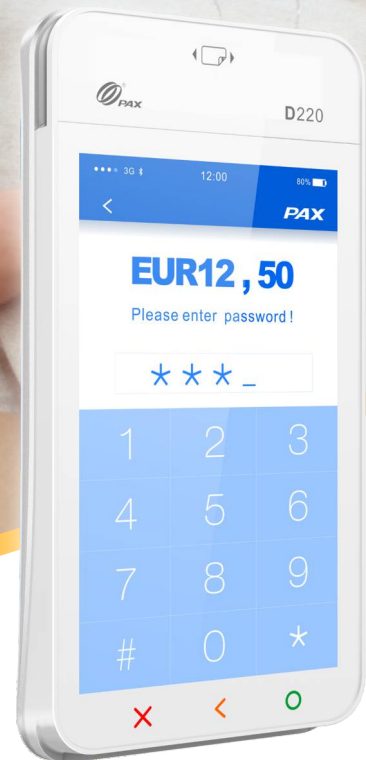 PAX
D220
3G 12:00 80%
< PAX
EUR12,50
Please enter password!
***_
1 2 3
4 5 6
7 8 9
# 0 *